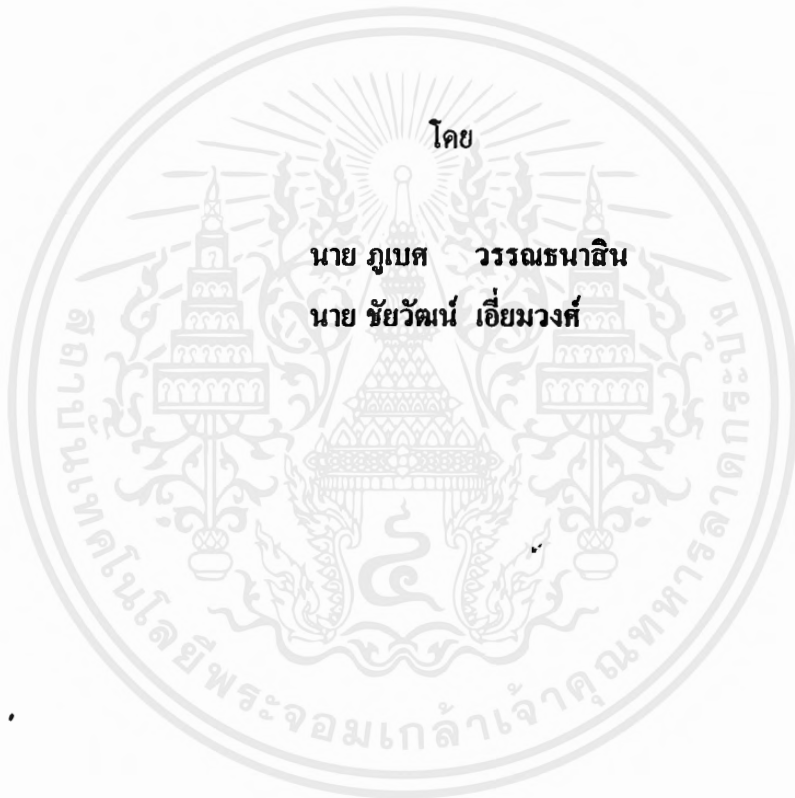 โดย
นาย ภูเบศ วรรณธนาสิน
นาย ชัยวัฒน์ เอี่ยมวงศ์
สถาบันเทคโนโลยีพระจอมเกล้าเจ้าคุณทหารลาดกระบัง